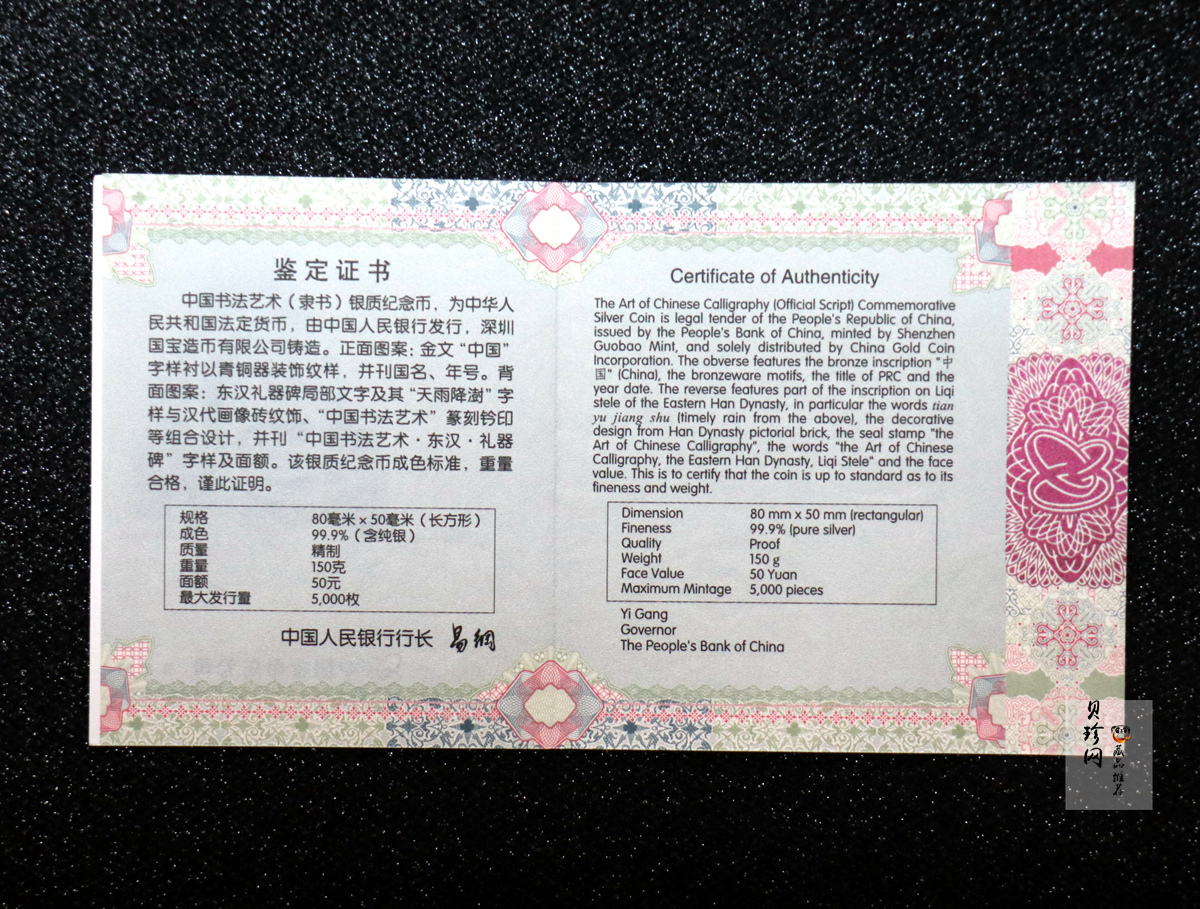 鉴定证书
中国书法艺术（隶书）银质纪念币，为中华人
民共和国法定货币，由中国人民银行发行，深圳
国宝造币有限公司铸造。正面图案：金文“中国”
字样衬以青铜器装饰纹样，并刊国名、年号。背
面图案：东汉礼器碑局部文字及其“天雨降澍”字
样与汉代画像砖纹饰、“中国书法艺术”篆刻钤印
等组合设计，并刊“中国书法艺术·东汉·礼器
碑”字样及面额。该银质纪念币成色标准，重量
合格，谨此证明。
规格 80毫米×50毫米（长方形）
成色 99.9%（含纯银）
质量 精制
重量 150克
面额 50元
最大发行量 5,000枚
中国人民银行行长 易纲
Certificate of Authenticity
The Art of Chinese Calligraphy (Official Script) Commemorative
Silver Coin is legal tender of the People's Republic of China,
issued by the People's Bank of China, minted by Shenzhen
Guobao Mint, and solely distributed by China Gold Coin
Incorporation. The obverse features the bronze inscription "中
国" (China), the bronzeware motifs, the title of PRC and the
year date. The reverse features part of the inscription on Liqi
stele of the Eastern Han Dynasty, in particular the words tian
yu jiang shu (timely rain from the above), the decorative
design from Han Dynasty pictorial brick, the seal stamp "the
Art of Chinese Calligraphy", the words "the Art of Chinese
Calligraphy, the Eastern Han Dynasty, Liqi Stele" and the face
value. This is to certify that the coin is up to standard as to its
fineness and weight.
Dimension 80 mm x 50 mm (rectangular)
Fineness 99.9% (pure silver)
Quality Proof
Weight 150 g
Face Value 50 Yuan
Maximum Mintage 5,000 pieces
Yi Gang
Governor
The People's Bank of China
贝珍网
藏品推荐